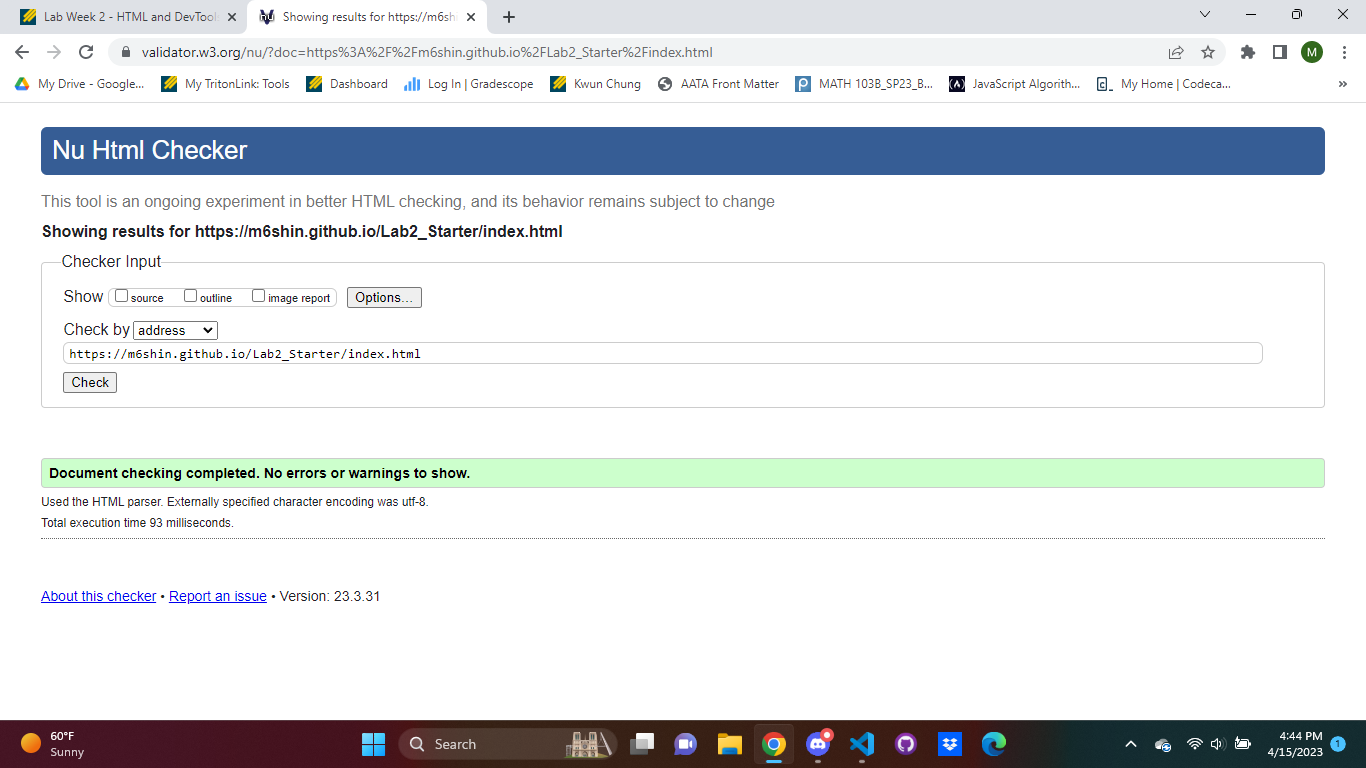 Lab Week 2 - HTML and DevTool
Showing results for https://m6shi
validator.w3.org/nu/?doc=https%3A%2F%2Fm6shin.github.io%2FLab2_Starter%2Findex.html
M
My Drive - Google...
My TritonLink: Tools
Dashboard
Log In | Gradescope
Kwun Chung
AATA Front Matter
MATH 103B_SP23_B...
JavaScript Algorith...
My Home | Codeca...
Nu Html Checker
This tool is an ongoing experiment in better HTML checking, and its behavior remains subject to change
Showing results for https://m6shin.github.io/Lab2_Starter/index.html
Checker Input
Show source outline image report Options...
Check by address
https://m6shin.github.io/Lab2_Starter/index.html
Check
Document checking completed. No errors or warnings to show.
Used the HTML parser. Externally specified character encoding was utf-8.
Total execution time 93 milliseconds.
About this checker • Report an issue • Version: 23.3.31
60°F
Sunny
Search
4:44 PM
4/15/2023
1